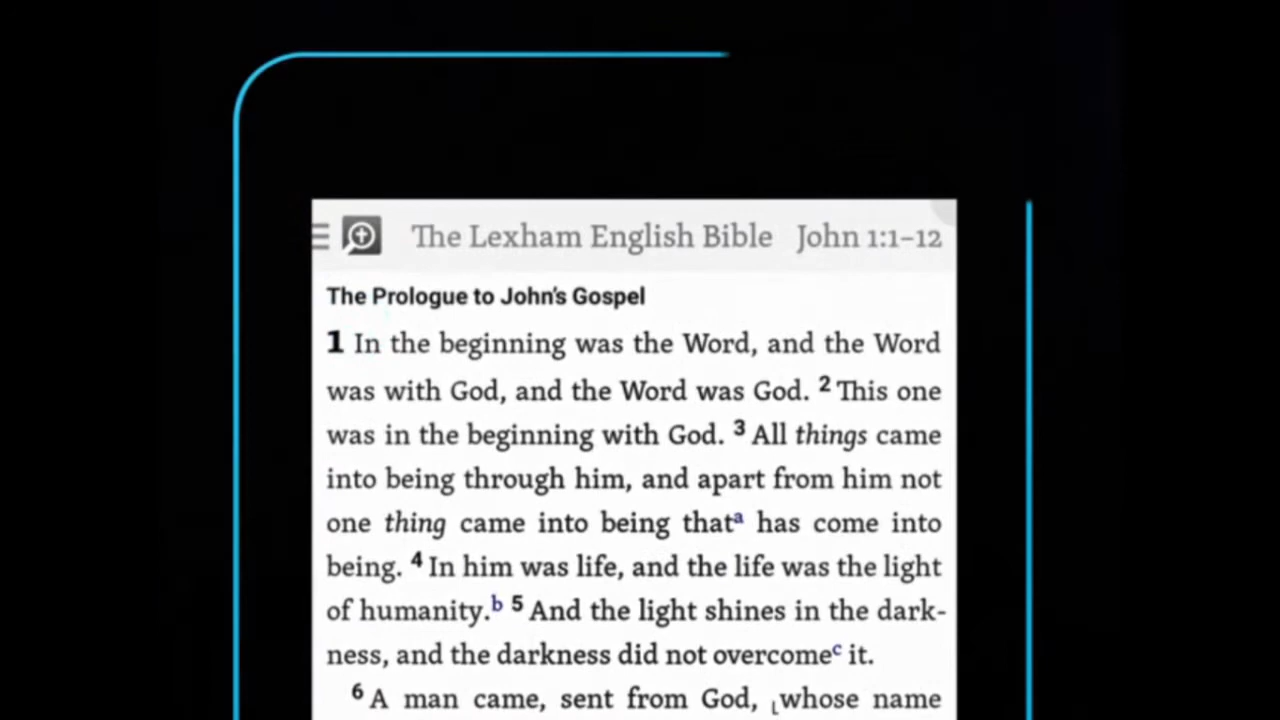 The Lexham English Bible John 1:1–12
The Prologue to John's Gospel
1 In the beginning was the Word, and the Word
was with God, and the Word was God. 2 This one
was in the beginning with God. 3 All things came
into being through him, and apart from him not
one thing came into being thatᵃ has come into
being. 4 In him was life, and the life was the light
of humanity.ᵇ 5 And the light shines in the dark-
ness, and the darkness did not overcomeᶜ it.
6 A man came, sent from God, ⌊whose name